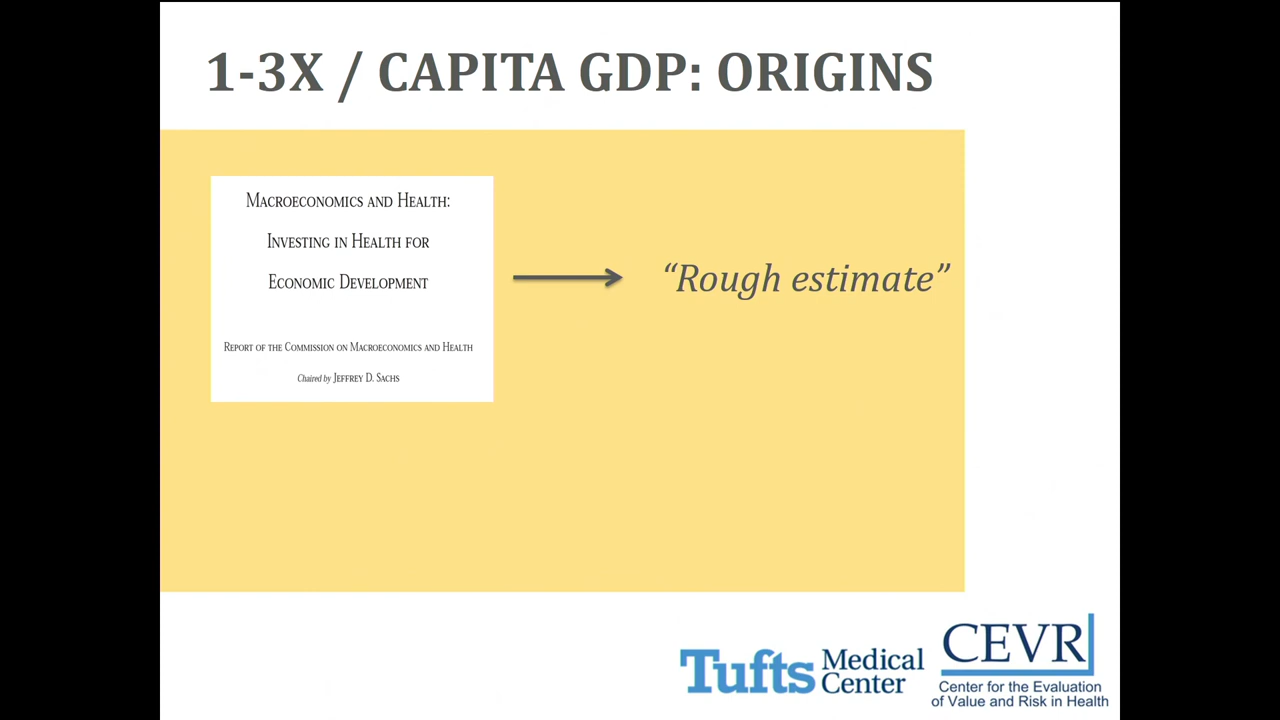 1-3X / CAPITA GDP: ORIGINS
MACROECONOMICS AND HEALTH:
INVESTING IN HEALTH FOR
ECONOMIC DEVELOPMENT
REPORT OF THE COMMISSION ON MACROECONOMICS AND HEALTH
Chaired by JEFFREY D. SACHS
“Rough estimate”
Tufts Medical Center
CEVR
Center for the Evaluation
of Value and Risk in Health